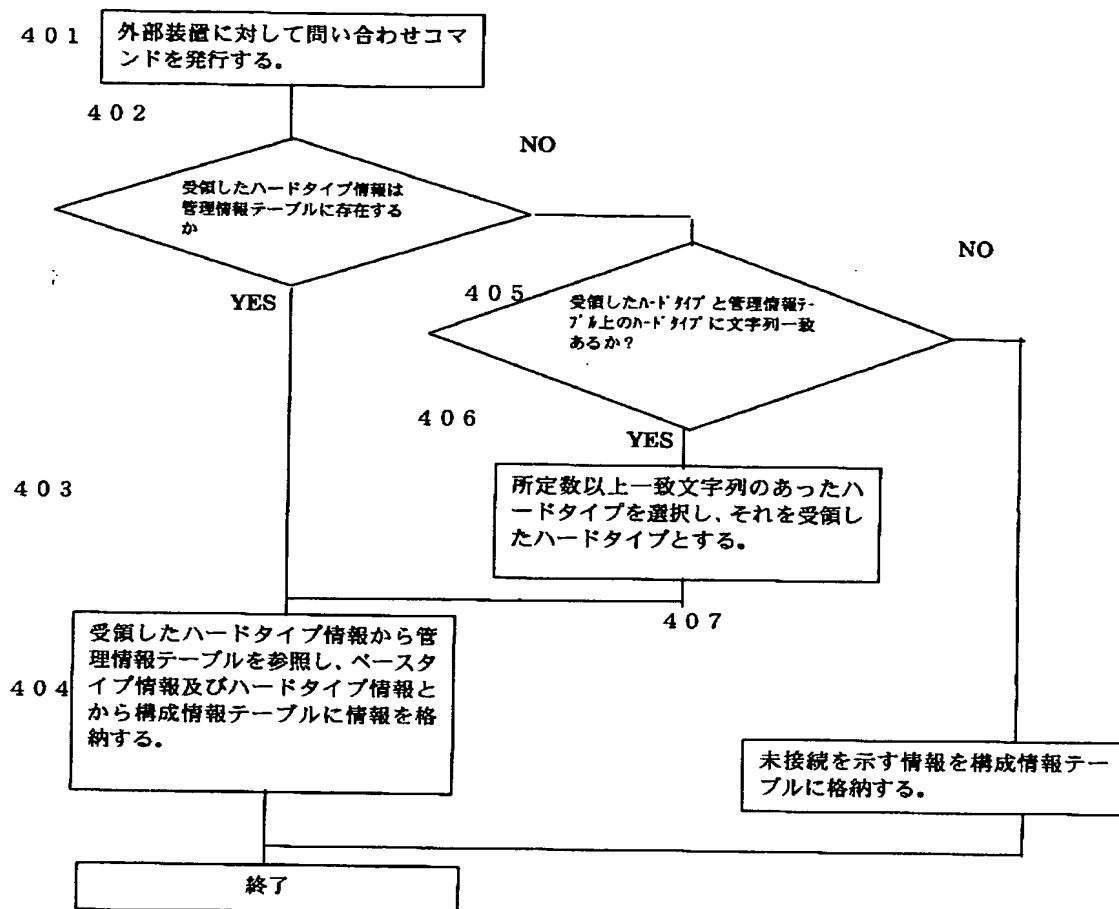 401
外部装置に対して問い合わせコマ
ンドを発行する。
402
NO
受領したハードタイプ情報は
管理情報テーブルに存在する
か
NO
YES
405
受領したﾊｰﾄﾞﾀｲﾌﾟと管理情報ﾃｰ
ﾌﾞﾙ上のﾊｰﾄﾞﾀｲﾌﾟに文字列一致
あるか？
406
YES
403
所定数以上一致文字列のあったハ
ードタイプを選択し、それを受領し
たハードタイプとする。
407
受領したハードタイプ情報から管
理情報テーブルを参照し、ベースタ
イプ情報及びハードタイプ情報と
から構成情報テーブルに情報を格
納する。
404
未接続を示す情報を構成情報テー
ブルに格納する。
終了